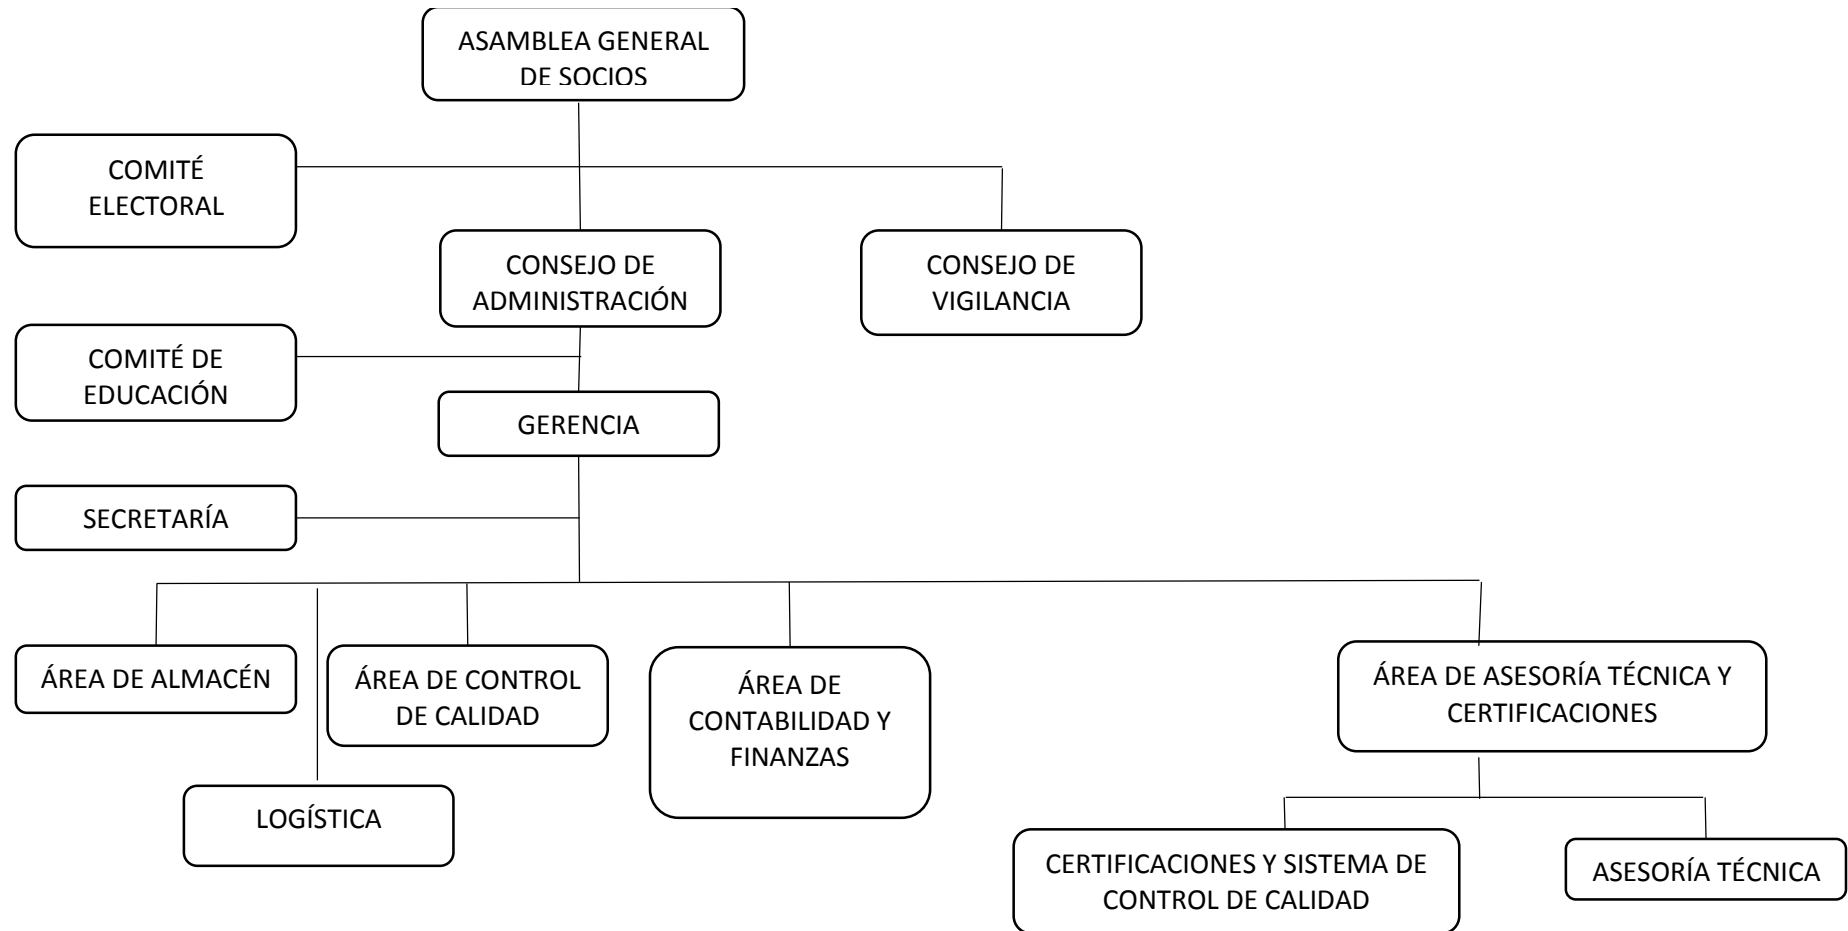 ASAMBLEA GENERAL
DE SOCIOS
COMITÉ
ELECTORAL
CONSEJO DE
ADMINISTRACIÓN
CONSEJO DE
VIGILANCIA
COMITÉ DE
EDUCACIÓN
GERENCIA
SECRETARÍA
ÁREA DE ALMACÉN
ÁREA DE CONTROL
DE CALIDAD
ÁREA DE
CONTABILIDAD Y
FINANZAS
ÁREA DE ASESORÍA TÉCNICA Y
CERTIFICACIONES
LOGÍSTICA
CERTIFICACIONES Y SISTEMA DE
CONTROL DE CALIDAD
ASESORÍA TÉCNICA